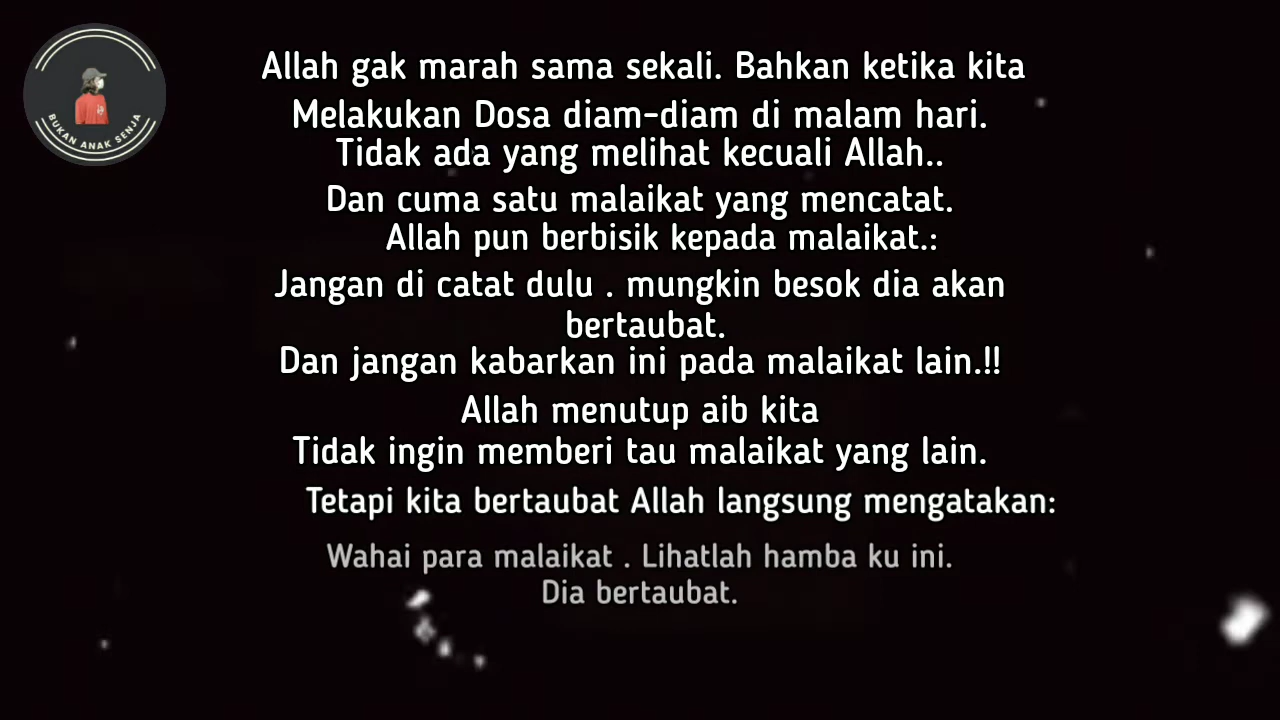 BUKAN ANAK SENJA
Allah gak marah sama sekali. Bahkan ketika kita
Melakukan Dosa diam-diam di malam hari.
Tidak ada yang melihat kecuali Allah..
Dan cuma satu malaikat yang mencatat.
Allah pun berbisik kepada malaikat.:
Jangan di catat dulu . mungkin besok dia akan
bertaubat.
Dan jangan kabarkan ini pada malaikat lain.!!
Allah menutup aib kita
Tidak ingin memberi tau malaikat yang lain.
Tetapi kita bertaubat Allah langsung mengatakan:
Wahai para malaikat . Lihatlah hamba ku ini.
Dia bertaubat.